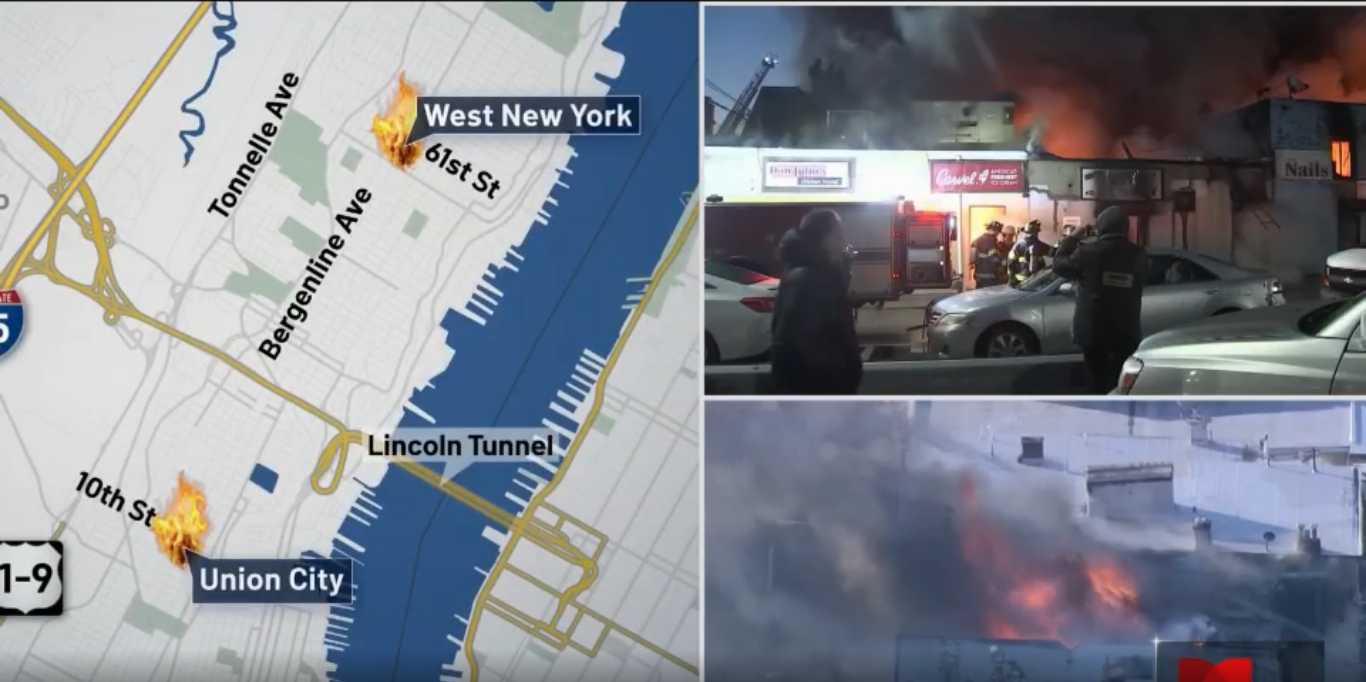 Tonnelle Ave
West New York
61st St
Bergenline Ave
Lincoln Tunnel
10th St
Union City
5
1-9
Carvel
Nails